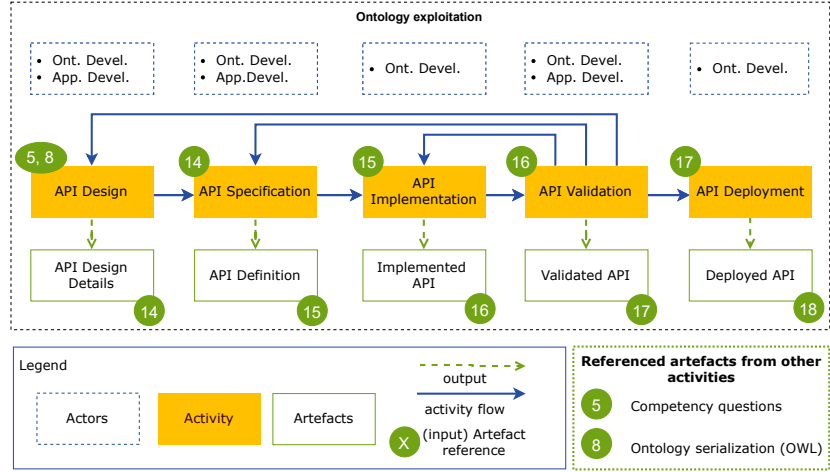 Ontology exploitation
• Ont. Devel.
• App. Devel.
• Ont. Devel.
• App.Devel.
• Ont. Devel.
• Ont. Devel.
• App. Devel.
• Ont. Devel.
5, 8
14
15
16
17
API Design
API Specification
API
Implementation
API Validation
API Deployment
API Design
Details
API Definition
Implemented
API
Validated API
Deployed API
14
15
16
17
18
Legend
Actors
Activity
Artefacts
output
activity flow
X
(input) Artefact
reference
Referenced artefacts from other
activities
5
Competency questions
8
Ontology serialization (OWL)